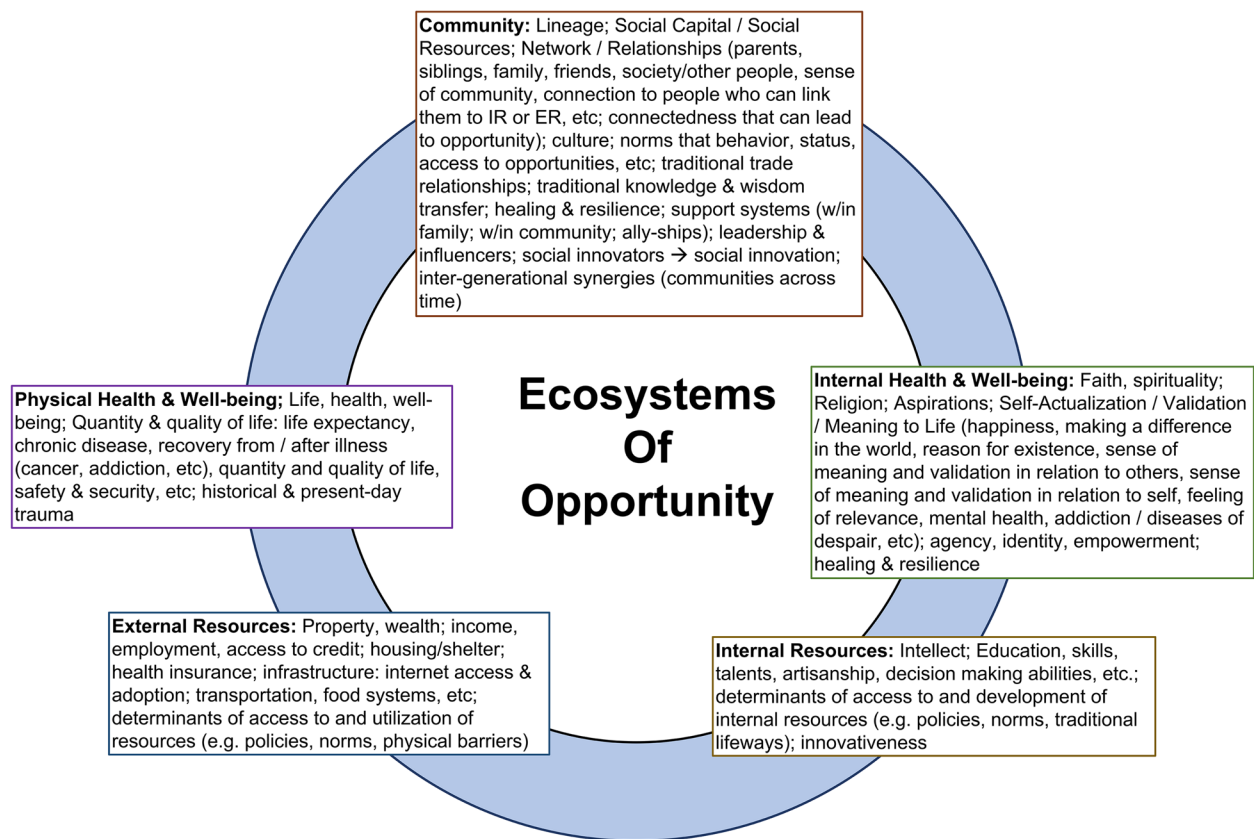 Community: Lineage; Social Capital / Social
Resources; Network / Relationships (parents,
siblings, family, friends, society/other people, sense
of community, connection to people who can link
them to IR or ER, etc; connectedness that can lead
to opportunity); culture; norms that behavior, status,
access to opportunities, etc; traditional trade
relationships; traditional knowledge & wisdom
transfer; healing & resilience; support systems (w/in
family; w/in community; ally-ships); leadership &
influencers; social innovators → social innovation;
inter-generational synergies (communities across
time)
Ecosystems
Of
Opportunity
Physical Health & Well-being; Life, health, well-
being; Quantity & quality of life: life expectancy,
chronic disease, recovery from / after illness
(cancer, addiction, etc), quantity and quality of life,
safety & security, etc; historical & present-day
trauma
Internal Health & Well-being: Faith, spirituality;
Religion; Aspirations; Self-Actualization / Validation
/ Meaning to Life (happiness, making a difference
in the world, reason for existence, sense of
meaning and validation in relation to others, sense
of meaning and validation in relation to self, feeling
of relevance, mental health, addiction / diseases of
despair, etc); agency, identity, empowerment;
healing & resilience
External Resources: Property, wealth; income,
employment, access to credit; housing/shelter;
health insurance; infrastructure: internet access &
adoption; transportation, food systems, etc;
determinants of access to and utilization of
resources (e.g. policies, norms, physical barriers)
Internal Resources: Intellect; Education, skills,
talents, artisanship, decision making abilities, etc.;
determinants of access to and development of
internal resources (e.g. policies, norms, traditional
lifeways); innovativeness